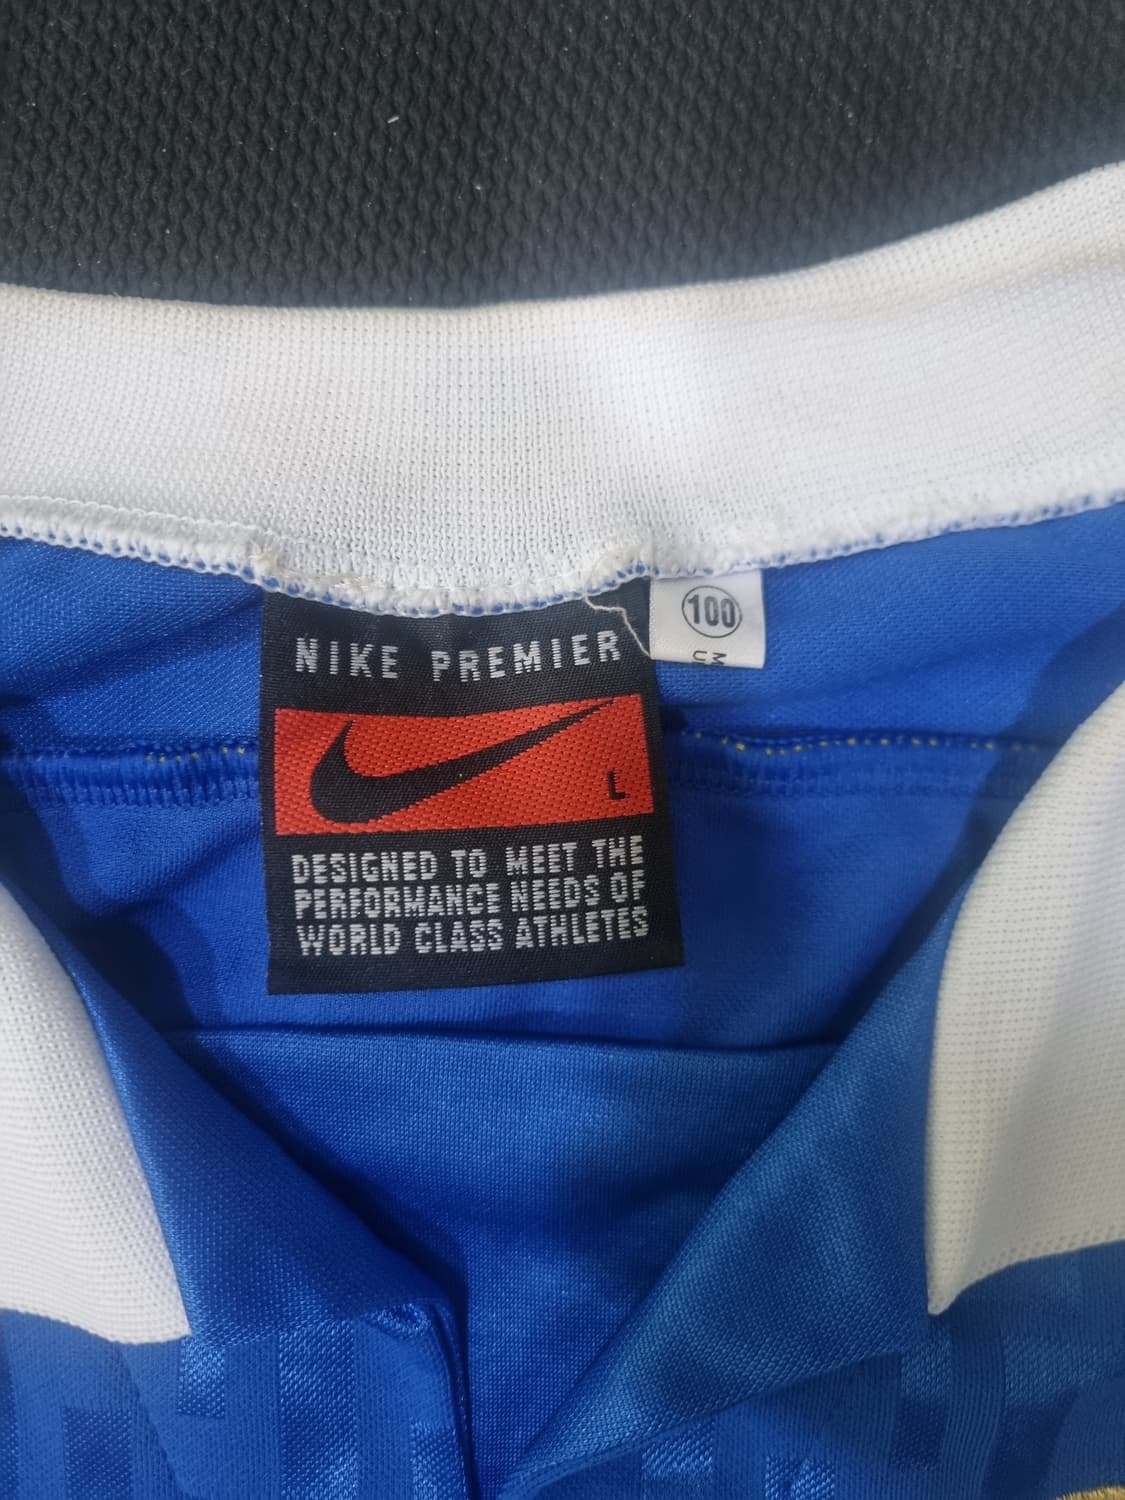 100
NIKE PREMIER
L
DESIGNED TO MEET THE
PERFORMANCE NEEDS OF
WORLD CLASS ATHLETES